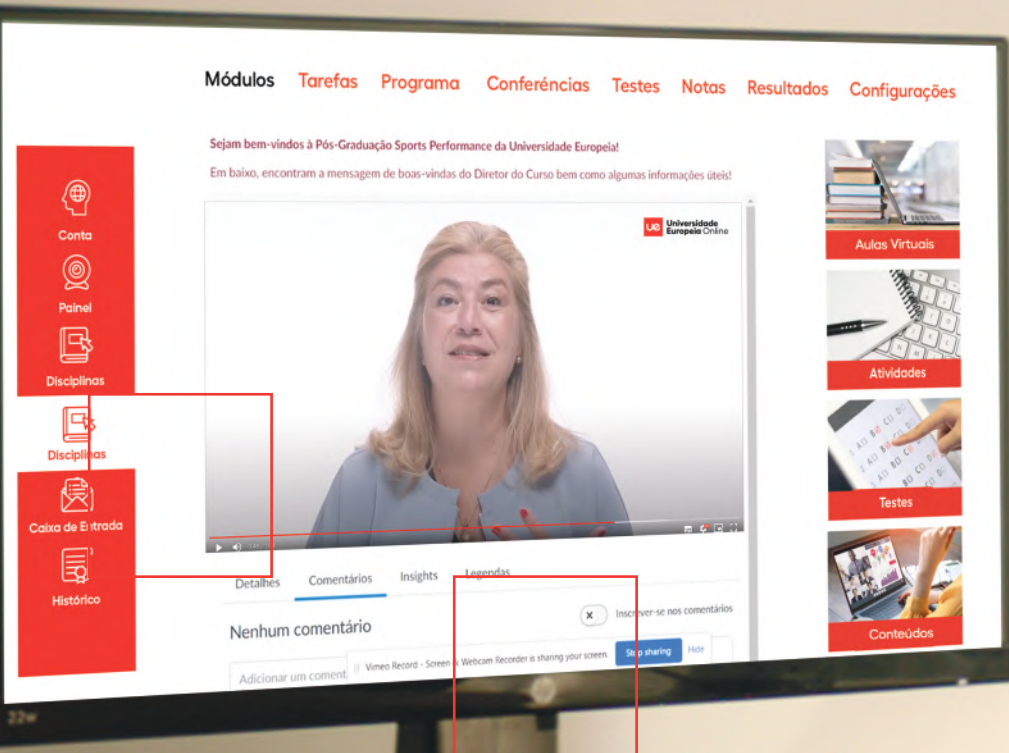 Módulos Tarefas Programa Conferências Testes Notas Resultados Configurações
Sejam bem-vindos à Pós-Graduação Sports Performance da Universidade Europeia!
Em baixo, encontram a mensagem de boas-vindas do Diretor do Curso bem como algumas informações úteis!
Conta
Painel
Disciplinas
Disciplinas
Caixa de Entrada
Histórico
ue Universidade
Europeia Online
Aulas Virtuais
Atividades
Testes
Conteúdos
Detalhes Comentários Insights Legendas
Nenhum comentário
X Inscrever-se nos comentários
Adicionar um coment
Vimeo Record - Screen & Webcam Recorder is sharing your screen. Stop sharing Hide
22w
hp